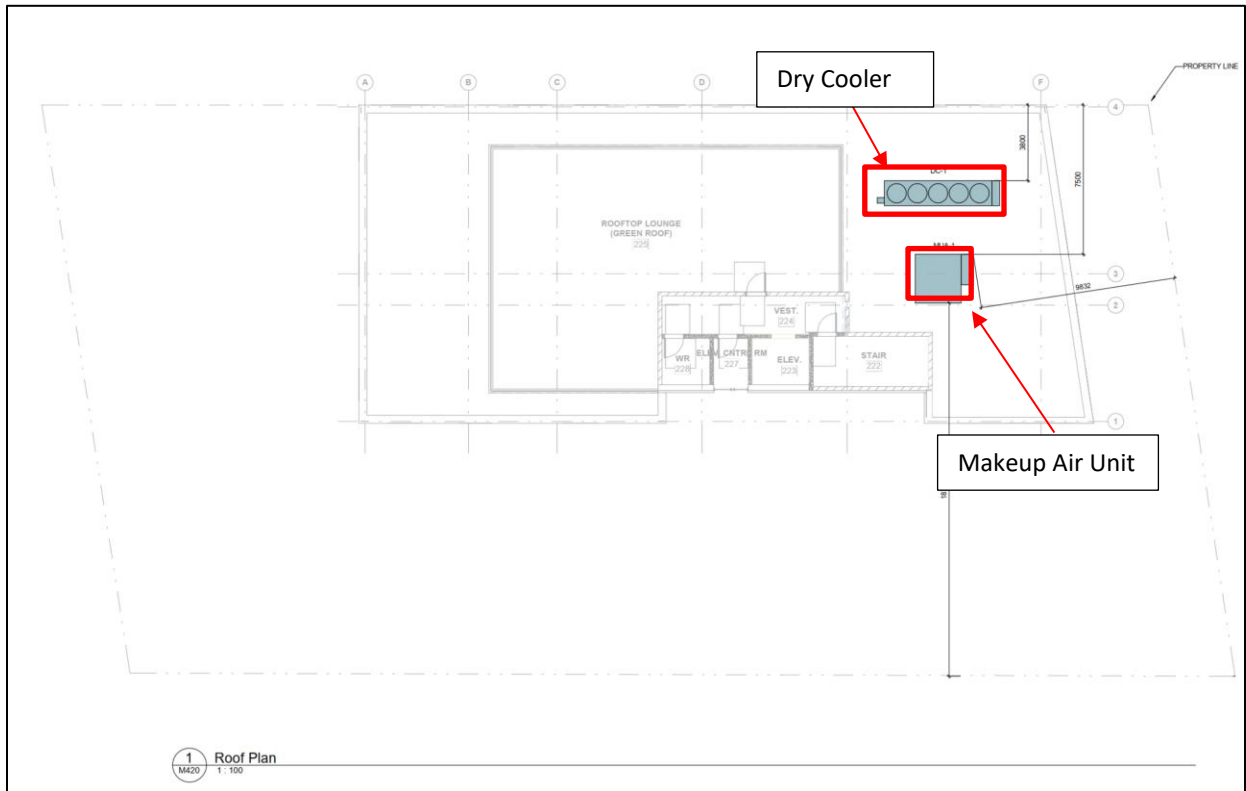 PROPERTY LINE
Dry Cooler
A
B
C
D
F
4
3800
7500
DC-1
ROOFTOP LOUNGE
(GREEN ROOF)
225
MUA-1
3
9832
2
VEST.
224
WR
228
ELEV. CNTRL RM
227
ELEV.
223
STAIR
222
1
Makeup Air Unit
1
M420
Roof Plan
1 : 100